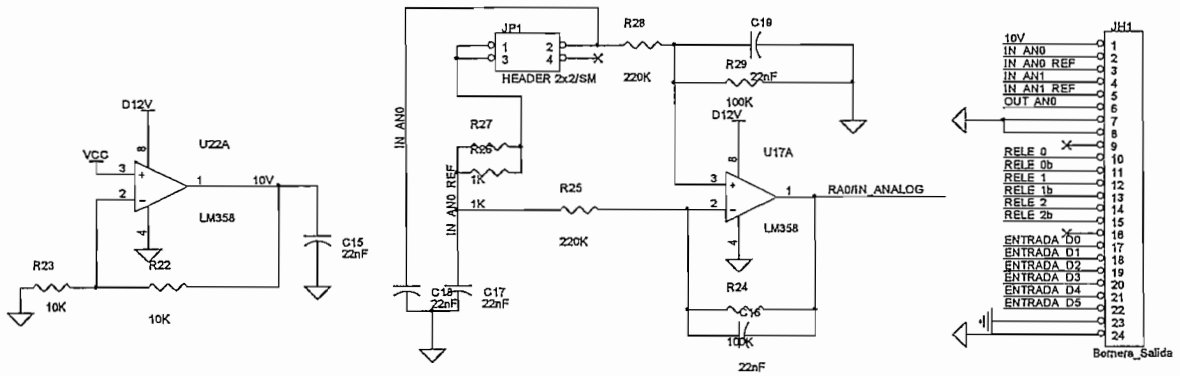 D12V
8
U22A
VCC
3
+
1
10V
2
-
LM358
4
C15
22nF
R23
10K
R22
10K
JP1
1
2
3
4
HEADER 2x2/SM
IN_AN0
R27
R26
1K
1K
IN_AN0_REF
R25
220K
C18
22nF
C17
22nF
R28
220K
C19
R29
22nF
100K
D12V
8
U17A
3
+
1
RA0/IN_ANALOG
2
-
LM358
4
R24
C16
100K
22nF
JH1
10V
1
IN_AN0
2
IN_AN0_REF
3
IN_AN1
4
IN_AN1_REF
5
OUT_AN0
6
7
8
9
RELE_0
10
RELE_0b
11
RELE_1
12
RELE_1b
13
RELE_2
14
RELE_2b
15
16
ENTRADA_D0
17
ENTRADA_D1
18
ENTRADA_D2
19
ENTRADA_D3
20
ENTRADA_D4
21
ENTRADA_D5
22
23
24
Bornera_Salida